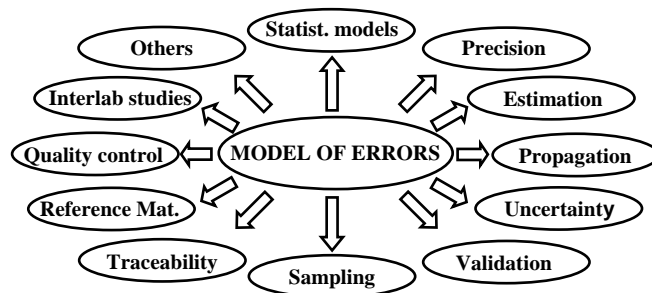 Statist. models
Others
Precision
Interlab studies
Estimation
Quality control
MODEL OF ERRORS
Propagation
Reference Mat.
Uncertainty
Traceability
Sampling
Validation